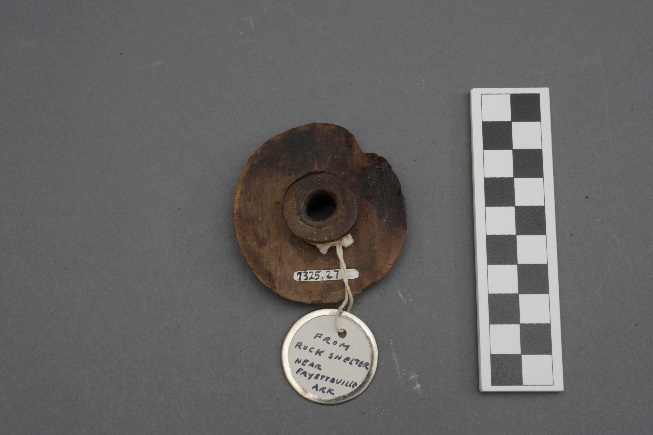 7325.27
FROM
ROCK SHELTER
NEAR
FAYETTEVILLE
ARK